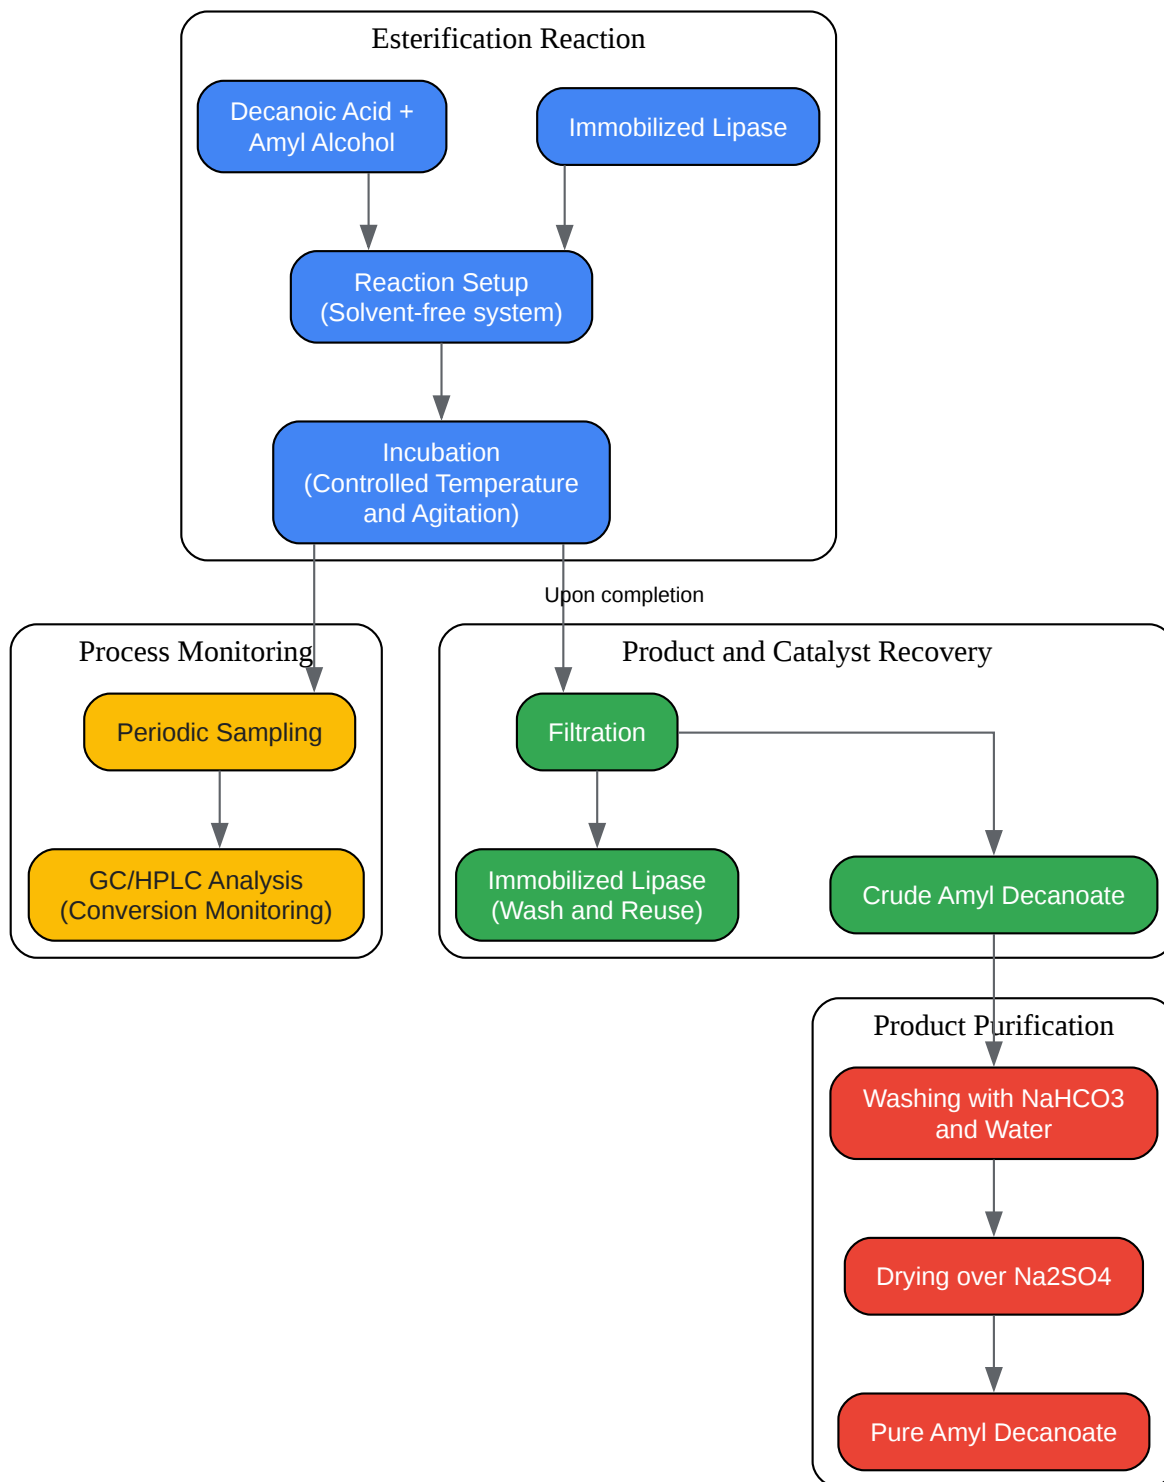 Esterification Reaction
Decanoic Acid +
Amyl Alcohol
Immobilized Lipase
Reaction Setup
(Solvent-free system)
Incubation
(Controlled Temperature
and Agitation)
Upon completion
Process Monitoring
Periodic Sampling
GC/HPLC Analysis
(Conversion Monitoring)
Product and Catalyst Recovery
Filtration
Immobilized Lipase
(Wash and Reuse)
Crude Amyl Decanoate
Product Purification
Washing with NaHCO3
and Water
Drying over Na2SO4
Pure Amyl Decanoate